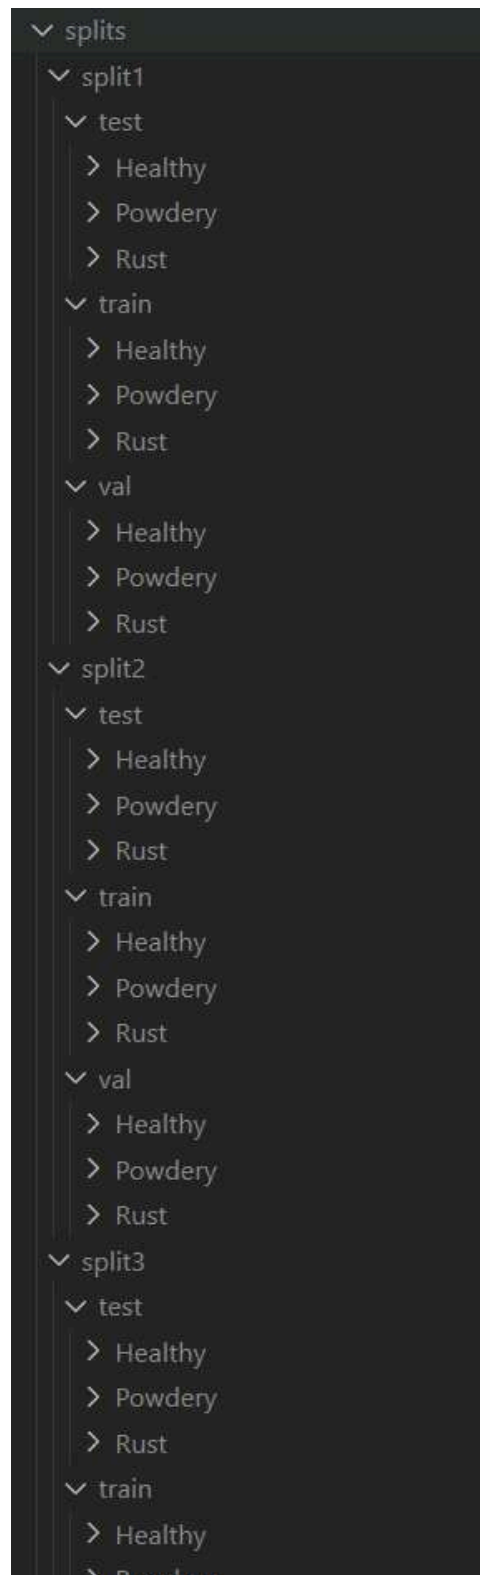 splits
split1
test
Healthy
Powdery
Rust
train
Healthy
Powdery
Rust
val
Healthy
Powdery
Rust
split2
test
Healthy
Powdery
Rust
train
Healthy
Powdery
Rust
val
Healthy
Powdery
Rust
split3
test
Healthy
Powdery
Rust
train
Healthy